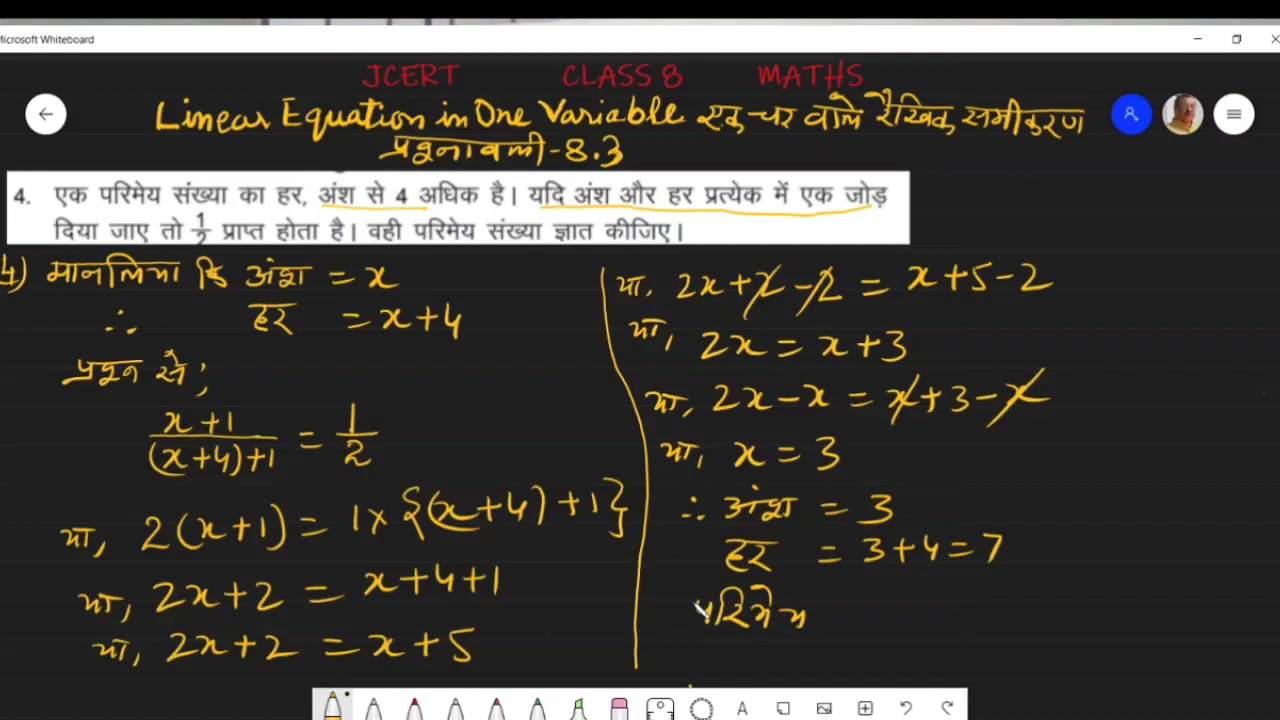 Microsoft Whiteboard
JCERT CLASS 8 MATHS
Linear Equation in One Variable एक-चर वाले रैखिक समीकरण
प्रश्नावली-8.3
4. एक परिमेय संख्या का हर, अंश से 4 अधिक है। यदि अंश और हर प्रत्येक में एक जोड़
दिया जाए तो 1/2 प्राप्त होता है। वही परिमेय संख्या ज्ञात कीजिए।
4) मानलिया कि अंश = x
∴ हर = x+4
प्रश्न से;
(x+1)/((x+4)+1) = 1/2
या, 2(x+1) = 1×{(x+4)+1}
या, 2x+2 = x+4+1
या, 2x+2 = x+5
या, 2x+2-2 = x+5-2
या, 2x = x+3
या, 2x-x = x+3-x
या, x = 3
∴ अंश = 3
हर = 3+4=7
परिमेय